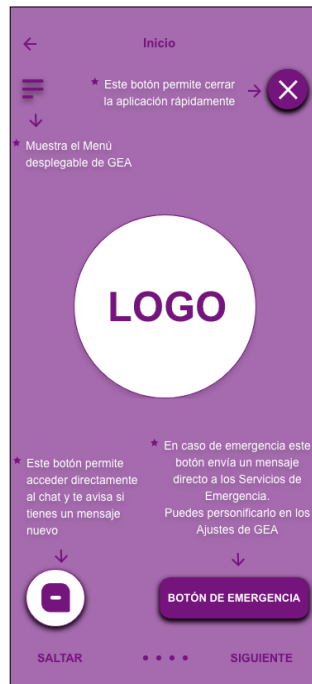 Inicio
Este botón permite cerrar
la aplicación rápidamente
Muestra el Menú
desplegable de GEA
LOGO
Este botón permite
acceder directamente
al chat y te avisa si
tienes un mensaje
nuevo
En caso de emergencia este
botón envía un mensaje
directo a los Servicios de
Emergencia.
Puedes personificarlo en los
Ajustes de GEA
BOTÓN DE EMERGENCIA
SALTAR
SIGUIENTE